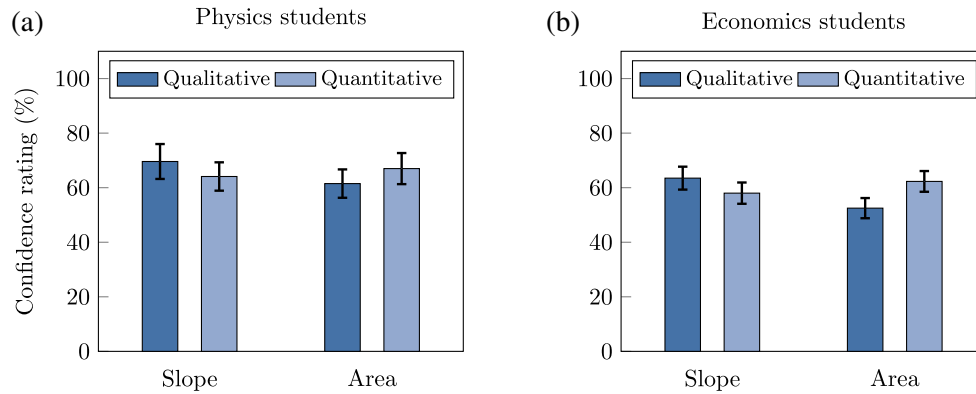 (a)
Physics students
Confidence rating (%)
100
80
60
40
20
0
Qualitative Quantitative
Slope Area
(b)
Economics students
100
80
60
40
20
0
Qualitative Quantitative
Slope Area